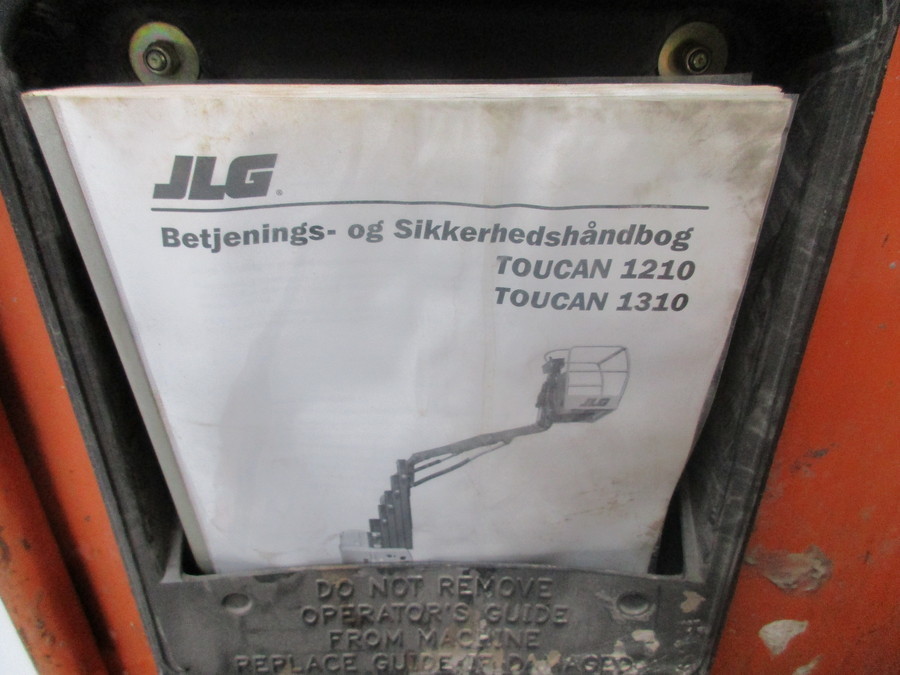 JLG
Betjenings- og Sikkerhedshåndbog
TOUCAN 1210
TOUCAN 1310
JLG
DO NOT REMOVE
OPERATOR'S GUIDE
FROM MACHINE
REPLACE GUIDE IF DAMAGED